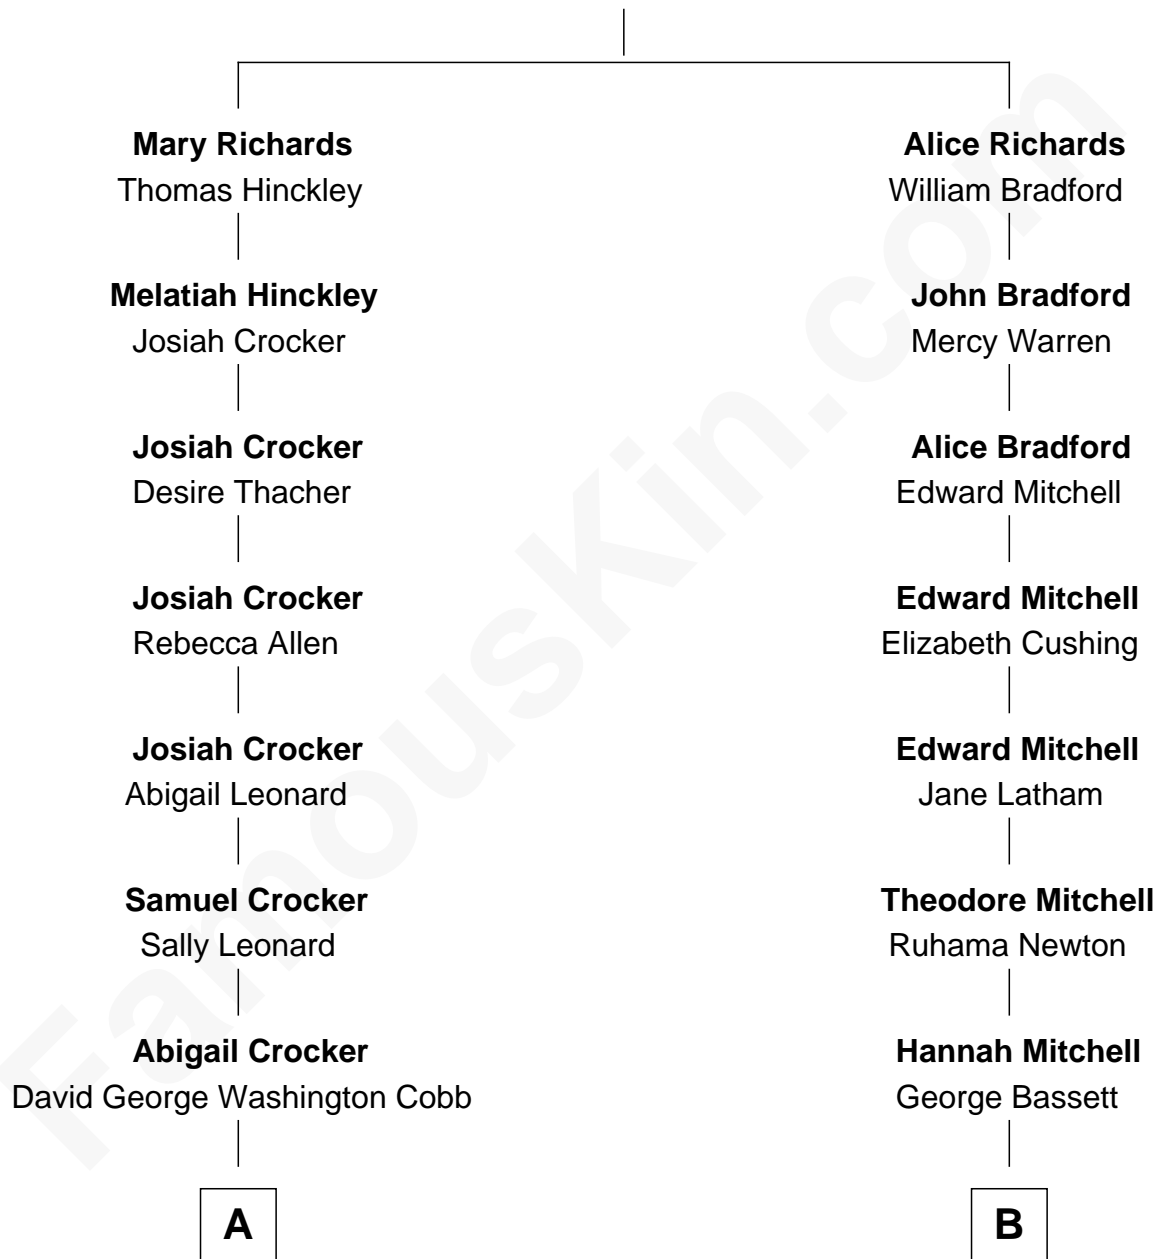 Mary Richards
Thomas Hinckley
Alice Richards
William Bradford
Melatiah Hinckley
Josiah Crocker
John Bradford
Mercy Warren
Josiah Crocker
Desire Thacher
Alice Bradford
Edward Mitchell
Josiah Crocker
Rebecca Allen
Edward Mitchell
Elizabeth Cushing
Josiah Crocker
Abigail Leonard
Edward Mitchell
Jane Latham
Samuel Crocker
Sally Leonard
Theodore Mitchell
Ruhama Newton
Abigail Crocker
David George Washington Cobb
Hannah Mitchell
George Bassett
A
B
FamousKin.com